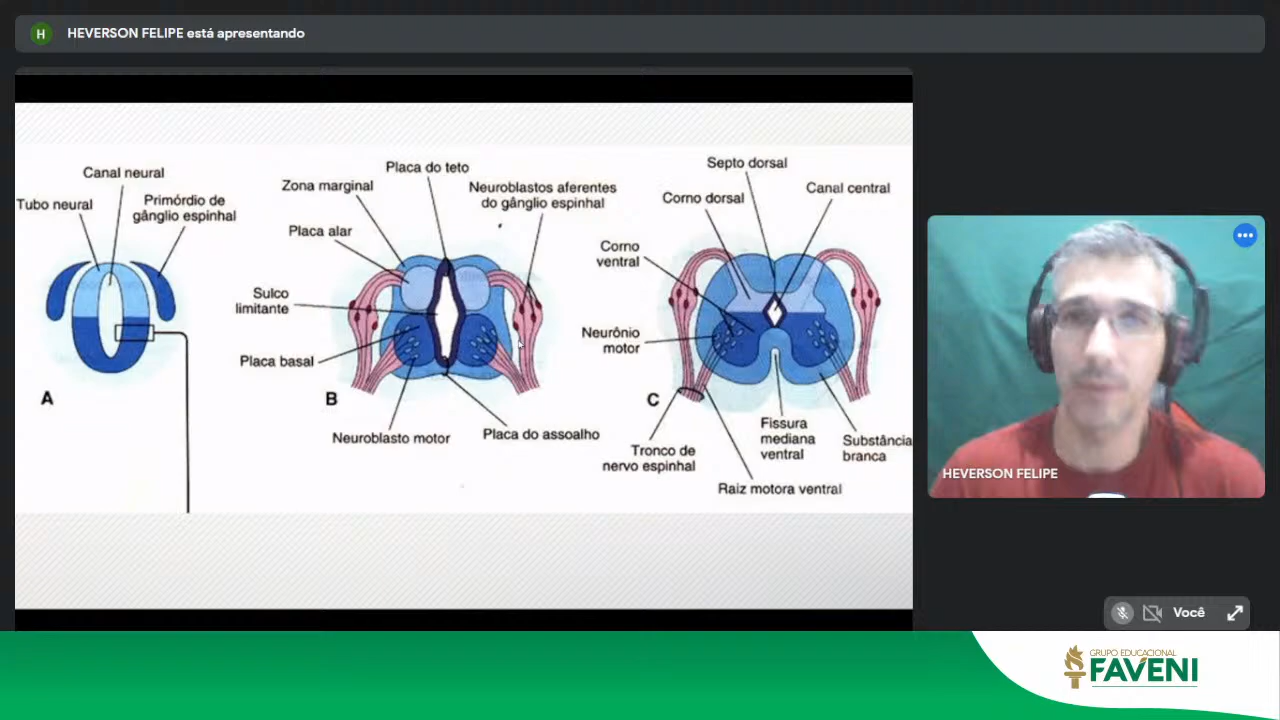 H
HEVERSON FELIPE está apresentando
Canal neural
Tubo neural
Primórdio de
gânglio espinhal
A
Placa do teto
Zona marginal
Neuroblastos aferentes
do gânglio espinhal
Placa alar
Sulco
limitante
Placa basal
B
Neuroblasto motor
Placa do assoalho
Septo dorsal
Canal central
Corno dorsal
Corno
ventral
Neurônio
motor
C
Tronco de
nervo espinhal
Fissura
mediana
ventral
Substância
branca
Raiz motora ventral
HEVERSON FELIPE
Você
GRUPO EDUCACIONAL
FAVENI